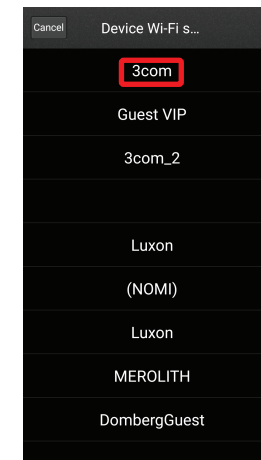 Cancel Device Wi-Fi s...
3com
Guest VIP
3com_2
Luxon
(NOMI)
Luxon
MEROLITH
DombergGuest